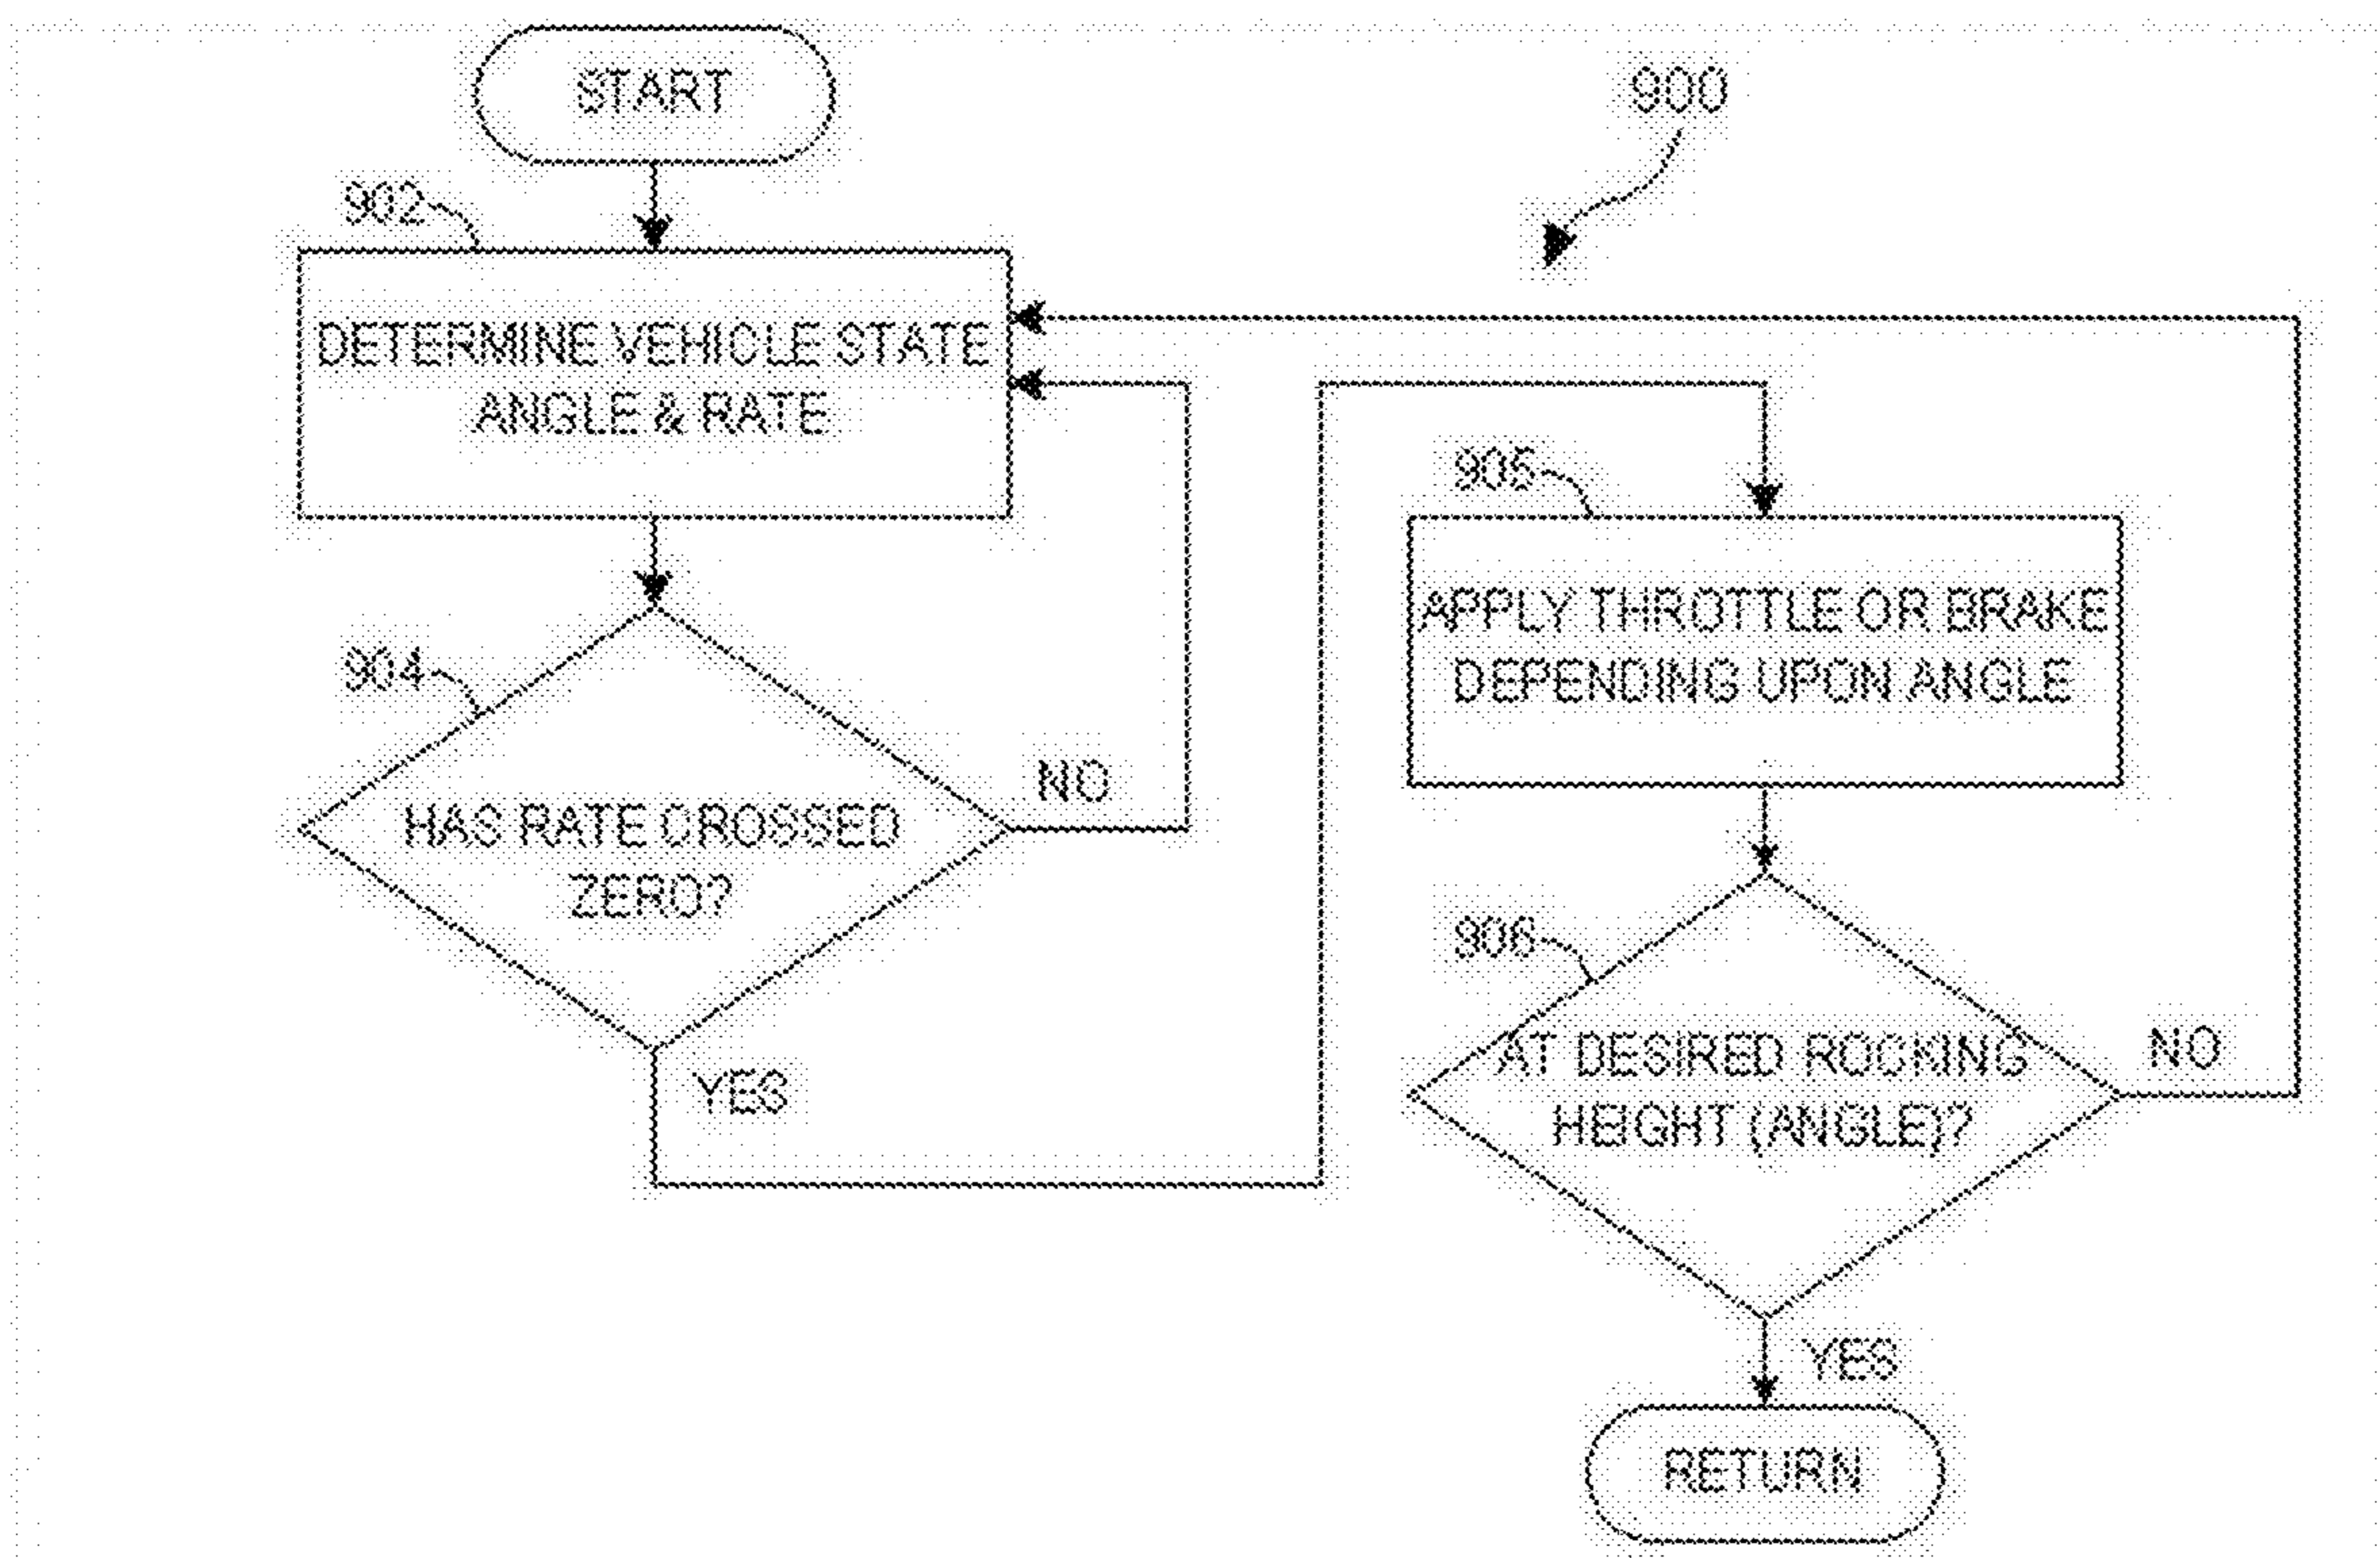 START
900
902
DETERMINE VEHICLE STATE
ANGLE & RATE
904
HAS RATE CROSSED
ZERO?
NO
YES
905
APPLY THROTTLE OR BRAKE
DEPENDING UPON ANGLE
906
AT DESIRED ROCKING
HEIGHT (ANGLE)?
NO
YES
RETURN